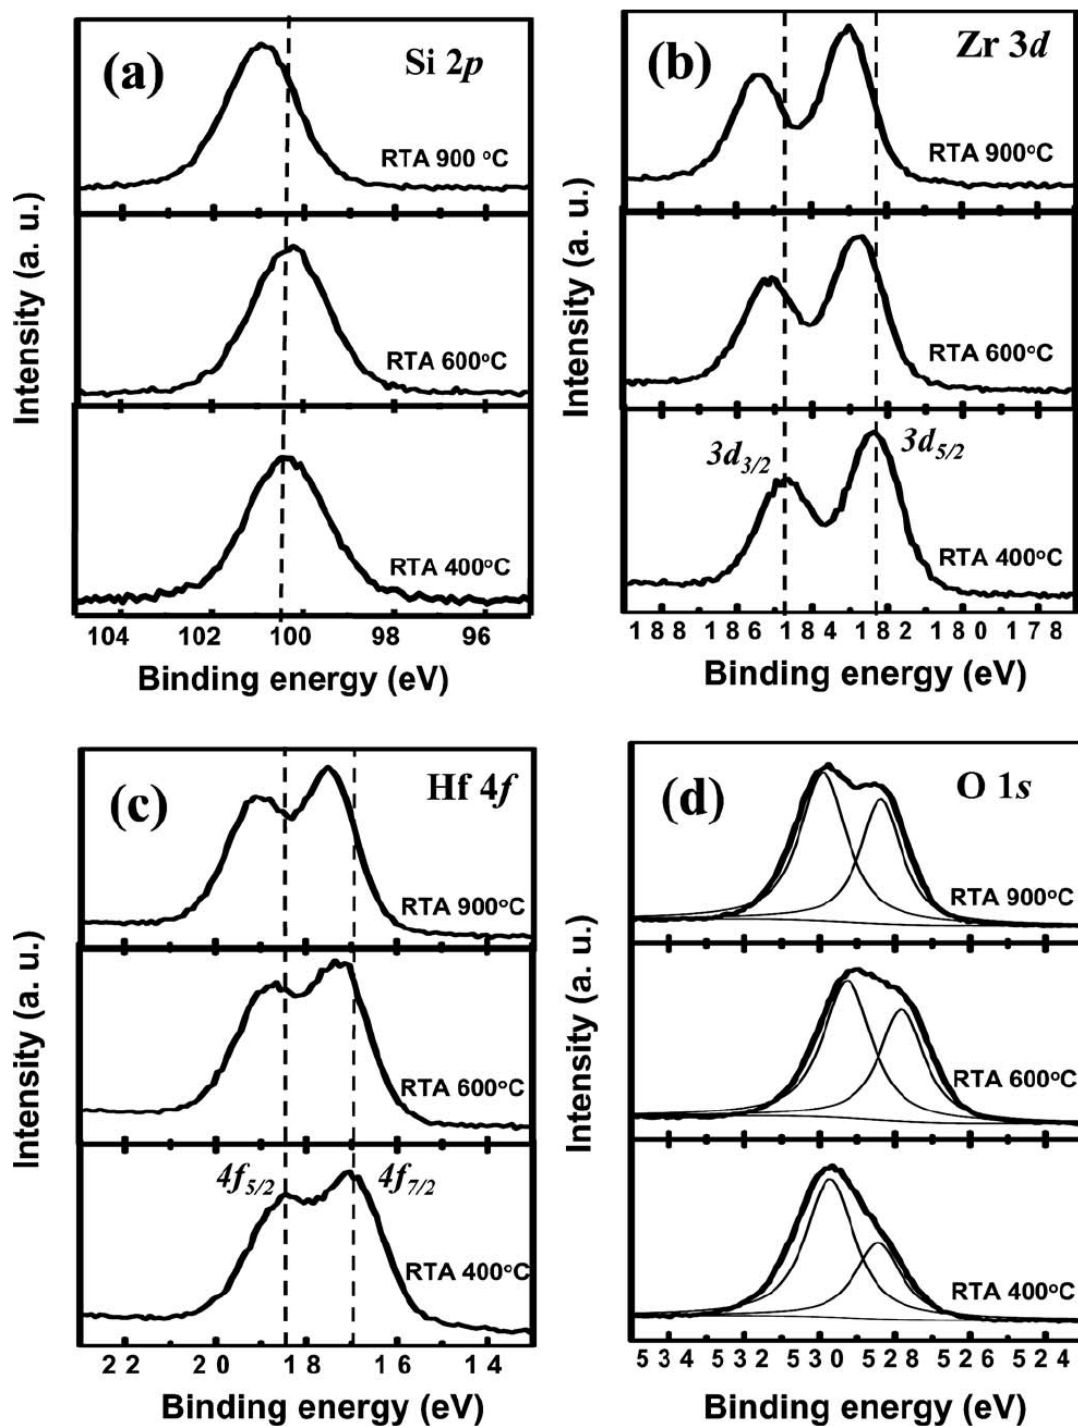 (a) Si 2p
RTA 900 °C
RTA 600°C
RTA 400°C
Intensity (a. u.)
104 102 100 98 96
Binding energy (eV)
(b) Zr 3d
RTA 900°C
RTA 600°C
3d3/2 3d5/2
RTA 400°C
Intensity (a. u.)
188 186 184 182 180 178
Binding energy (eV)
(c) Hf 4f
RTA 900°C
RTA 600°C
4f5/2 4f7/2
RTA 400°C
Intensity (a. u.)
22 20 18 16 14
Binding energy (eV)
(d) O 1s
RTA 900°C
RTA 600°C
RTA 400°C
Intensity (a. u.)
534 532 530 528 526 524
Binding energy (eV)